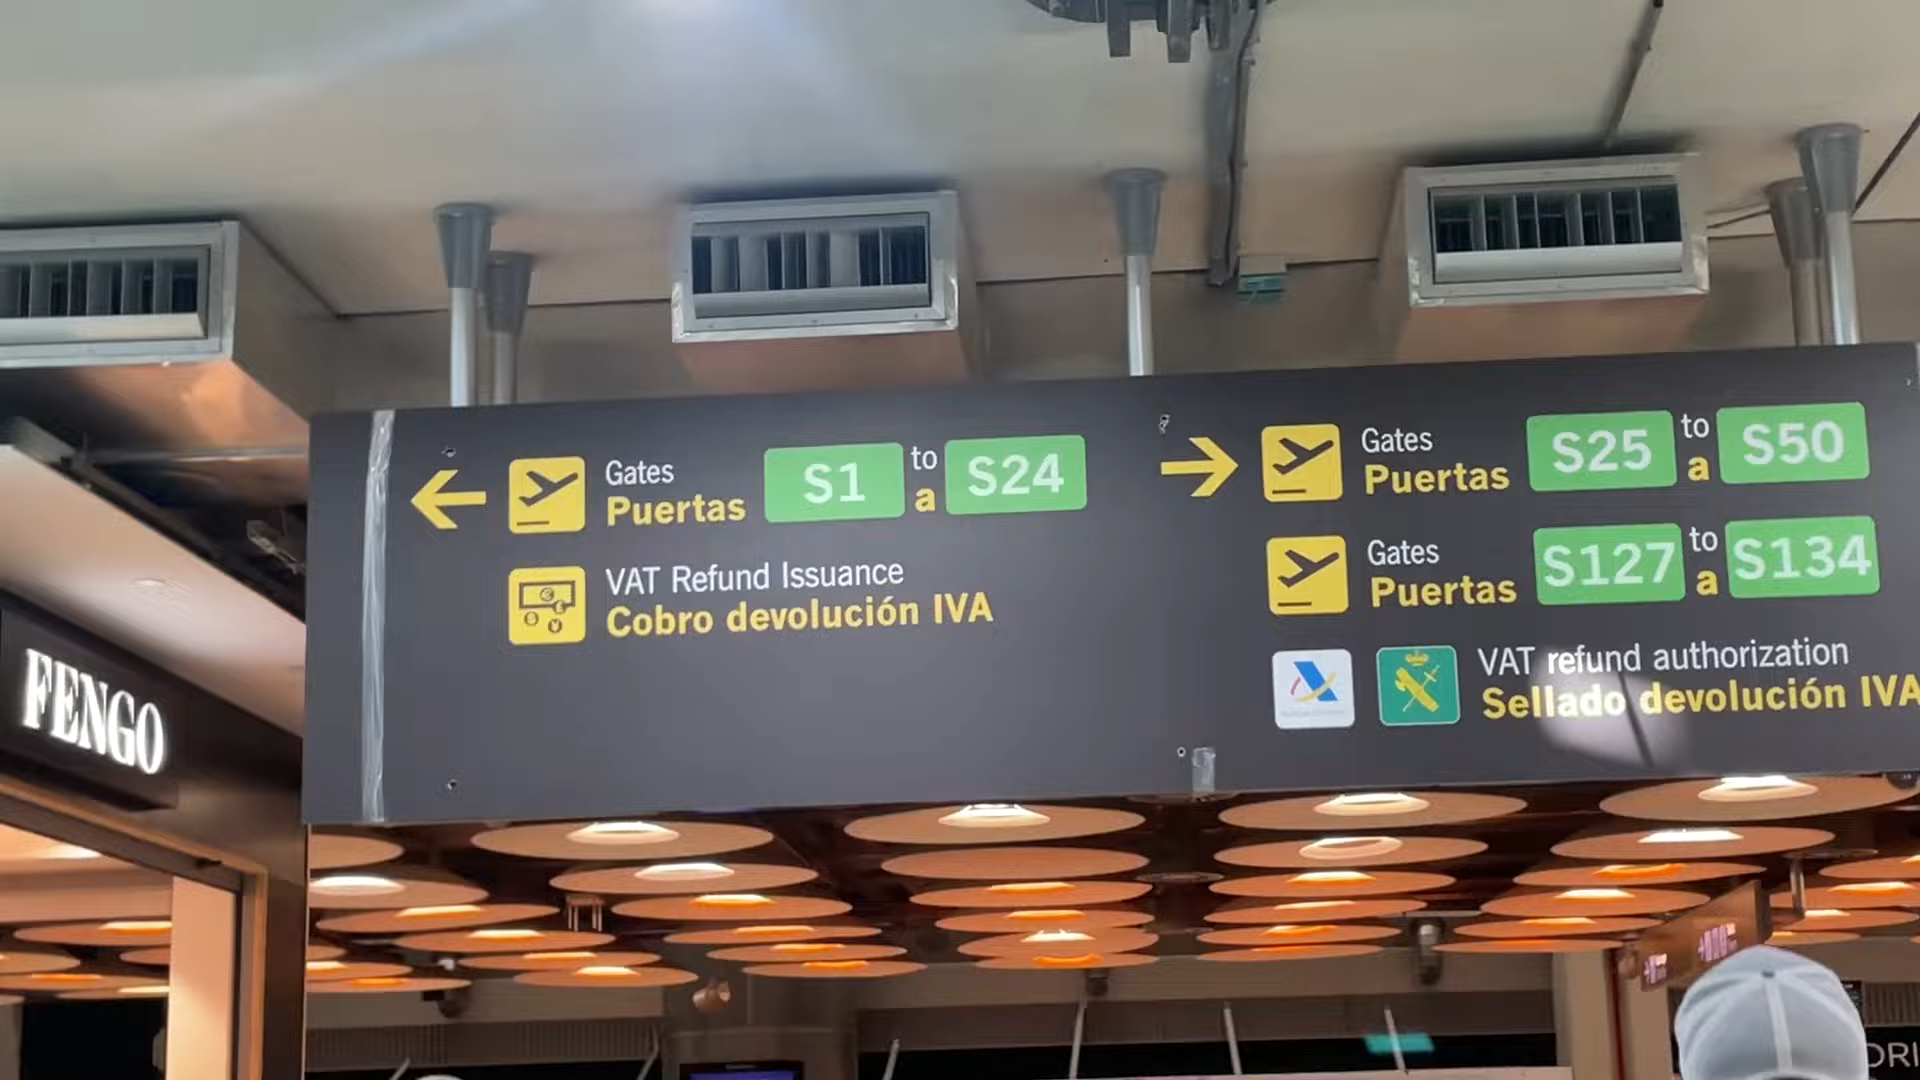 Gates
Puertas
S1
to
a
S24
VAT Refund Issuance
Cobro devolución IVA
Gates
Puertas
S25
to
a
S50
Gates
Puertas
S127
to
a
S134
VAT refund authorization
Sellado devolución IVA
FENGO